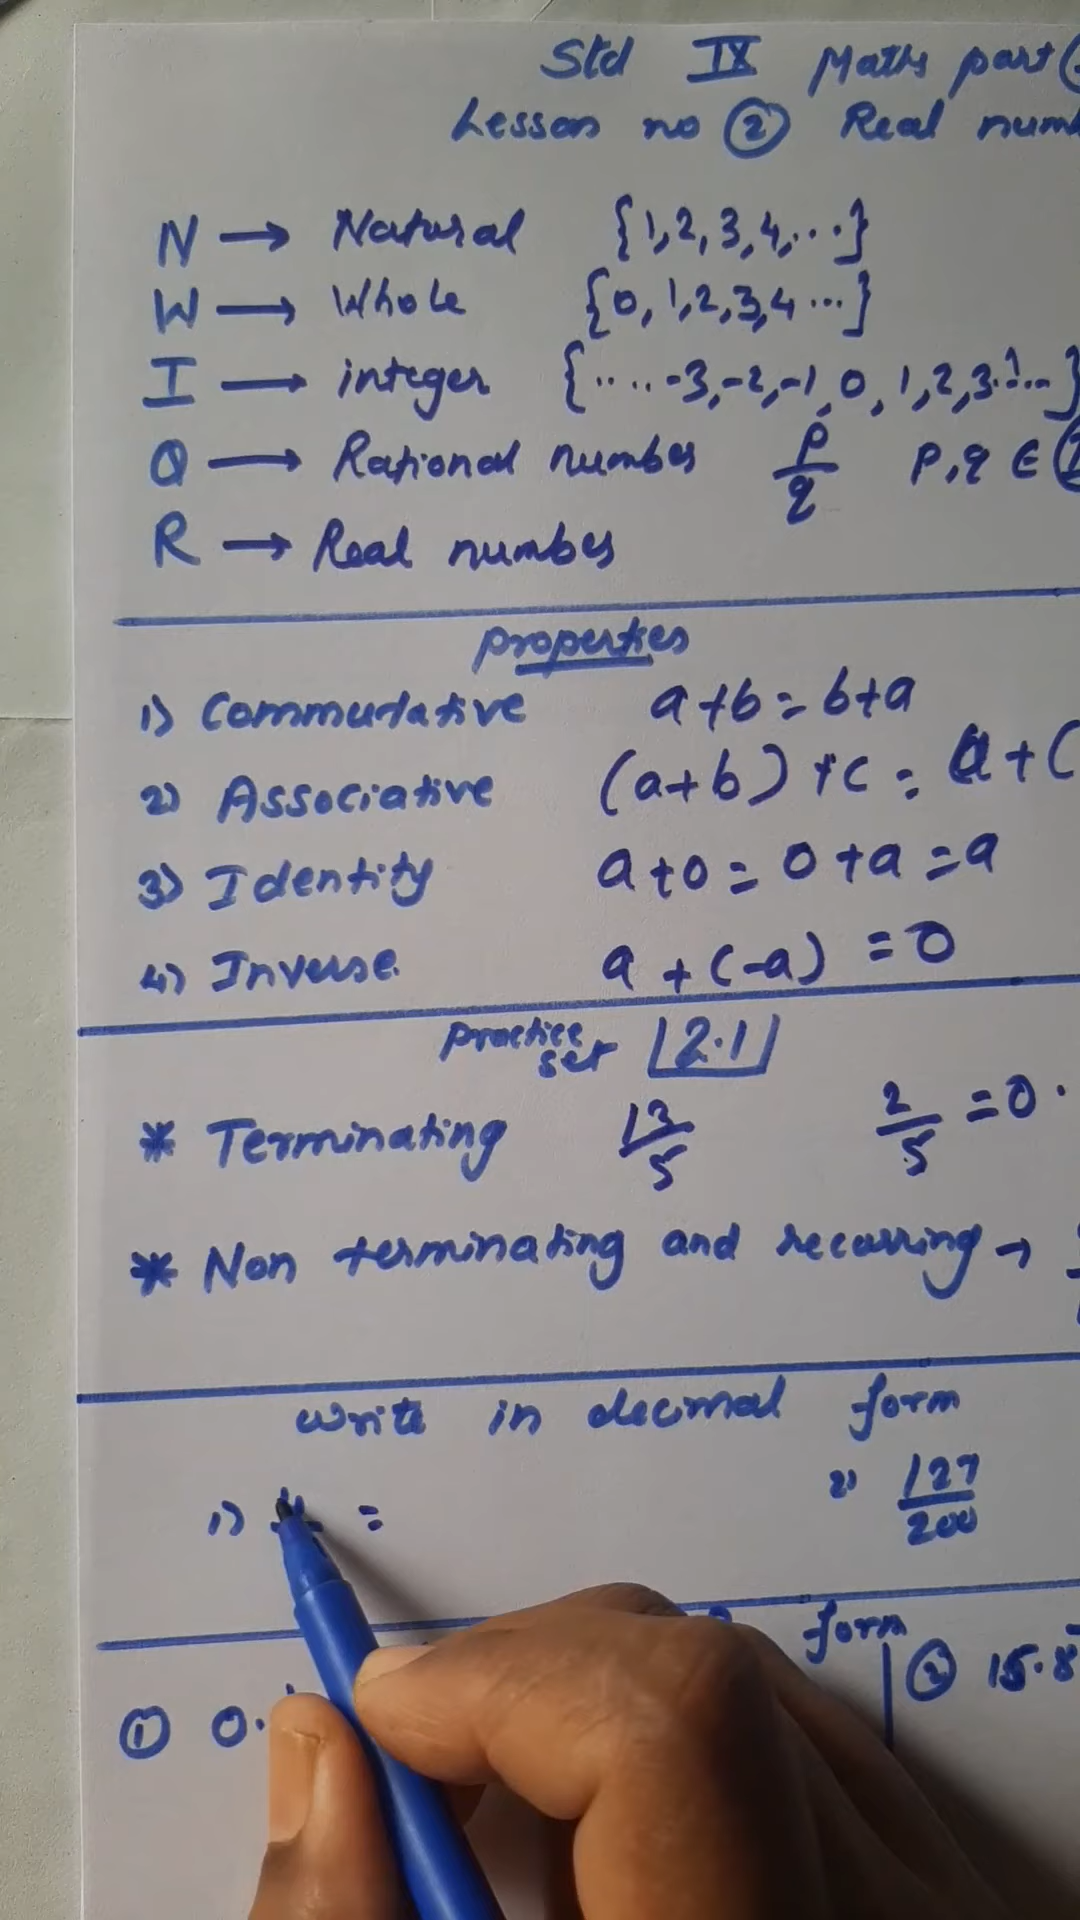 Std IX Maths part
Lesson no ② Real
N → Natural {1,2,3,4,...}
W → Whole {0,1,2,3,4...}
I → integer {.....-3,-2,-1,0,1,2,3....}
Q → Rational number p/q p,q ∈ I
R → Real number
properties
1) Commutative a+b=b+a
2) Associative (a+b)+c = a+(
3) Identity a+0=0+a=a
4) Inverse a+(-a)=0
practice set 2.1
* Terminating 13/5 2/5 =0.
* Non terminating and recurring →
write in decimal form
1) = 2) 127/200
form
① 0. ② 15.8